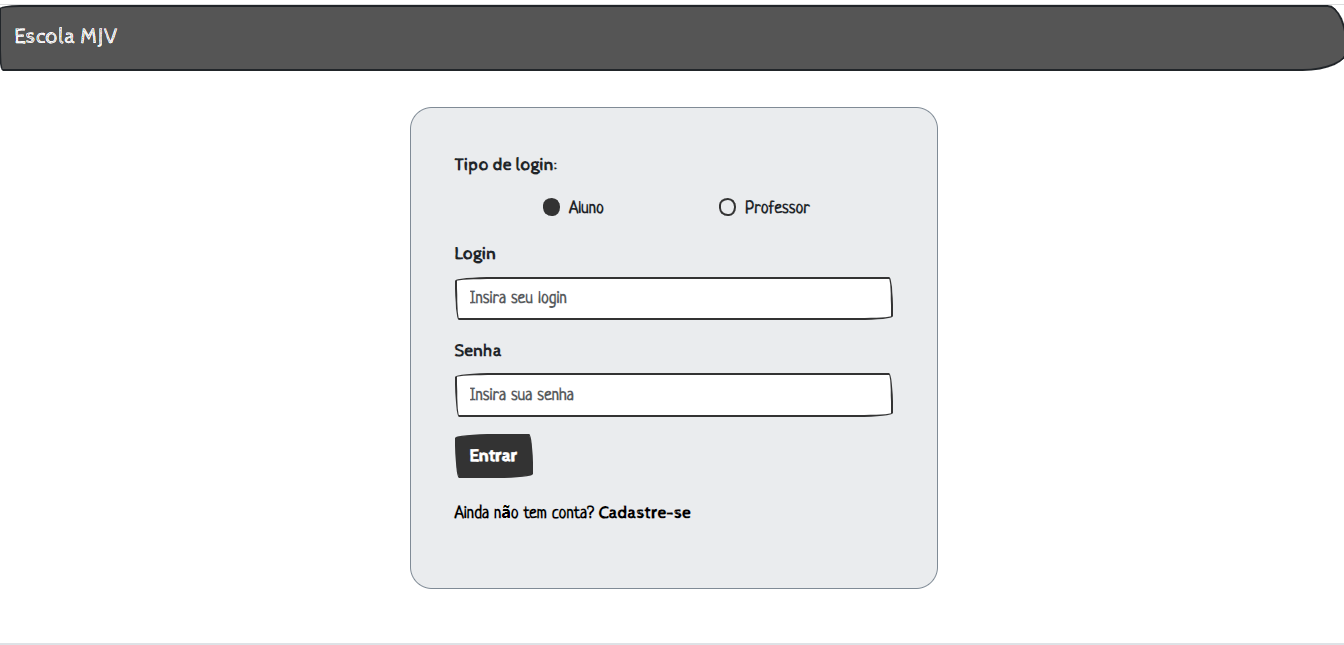 Escola MJV
Tipo de login:
Aluno Professor
Login
Insira seu login
Senha
Insira sua senha
Entrar
Ainda não tem conta? Cadastre-se